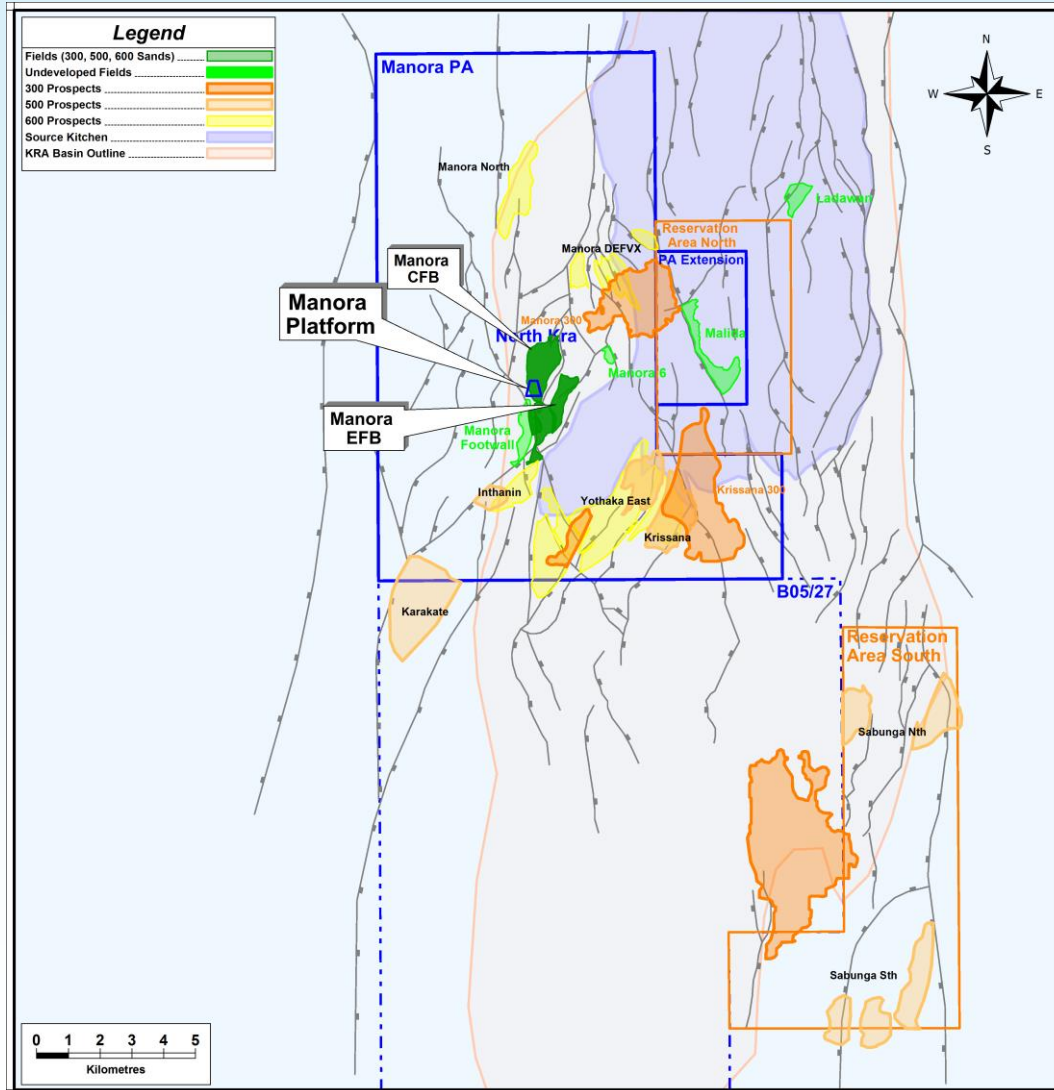 Legend
Fields (300, 500, 600 Sands)
Undeveloped Fields
300 Prospects
500 Prospects
600 Prospects
Source Kitchen
KRA Basin Outline
N
W
E
S
Manora PA
Manora North
Ladawan
Manora DEFVX
Reservation
Area North
PA Extension
Manora
CFB
Manora
Platform
Manora 300
North Kra
Malida
Manora 6
Manora
EFB
Manora
Footwall
Inthanin
Yothaka East
Krissana 300
Krissana
Karakate
B05/27
Reservation
Area South
Sabunga Nth
Sabunga Sth
0 1 2 3 4 5
Kilometres